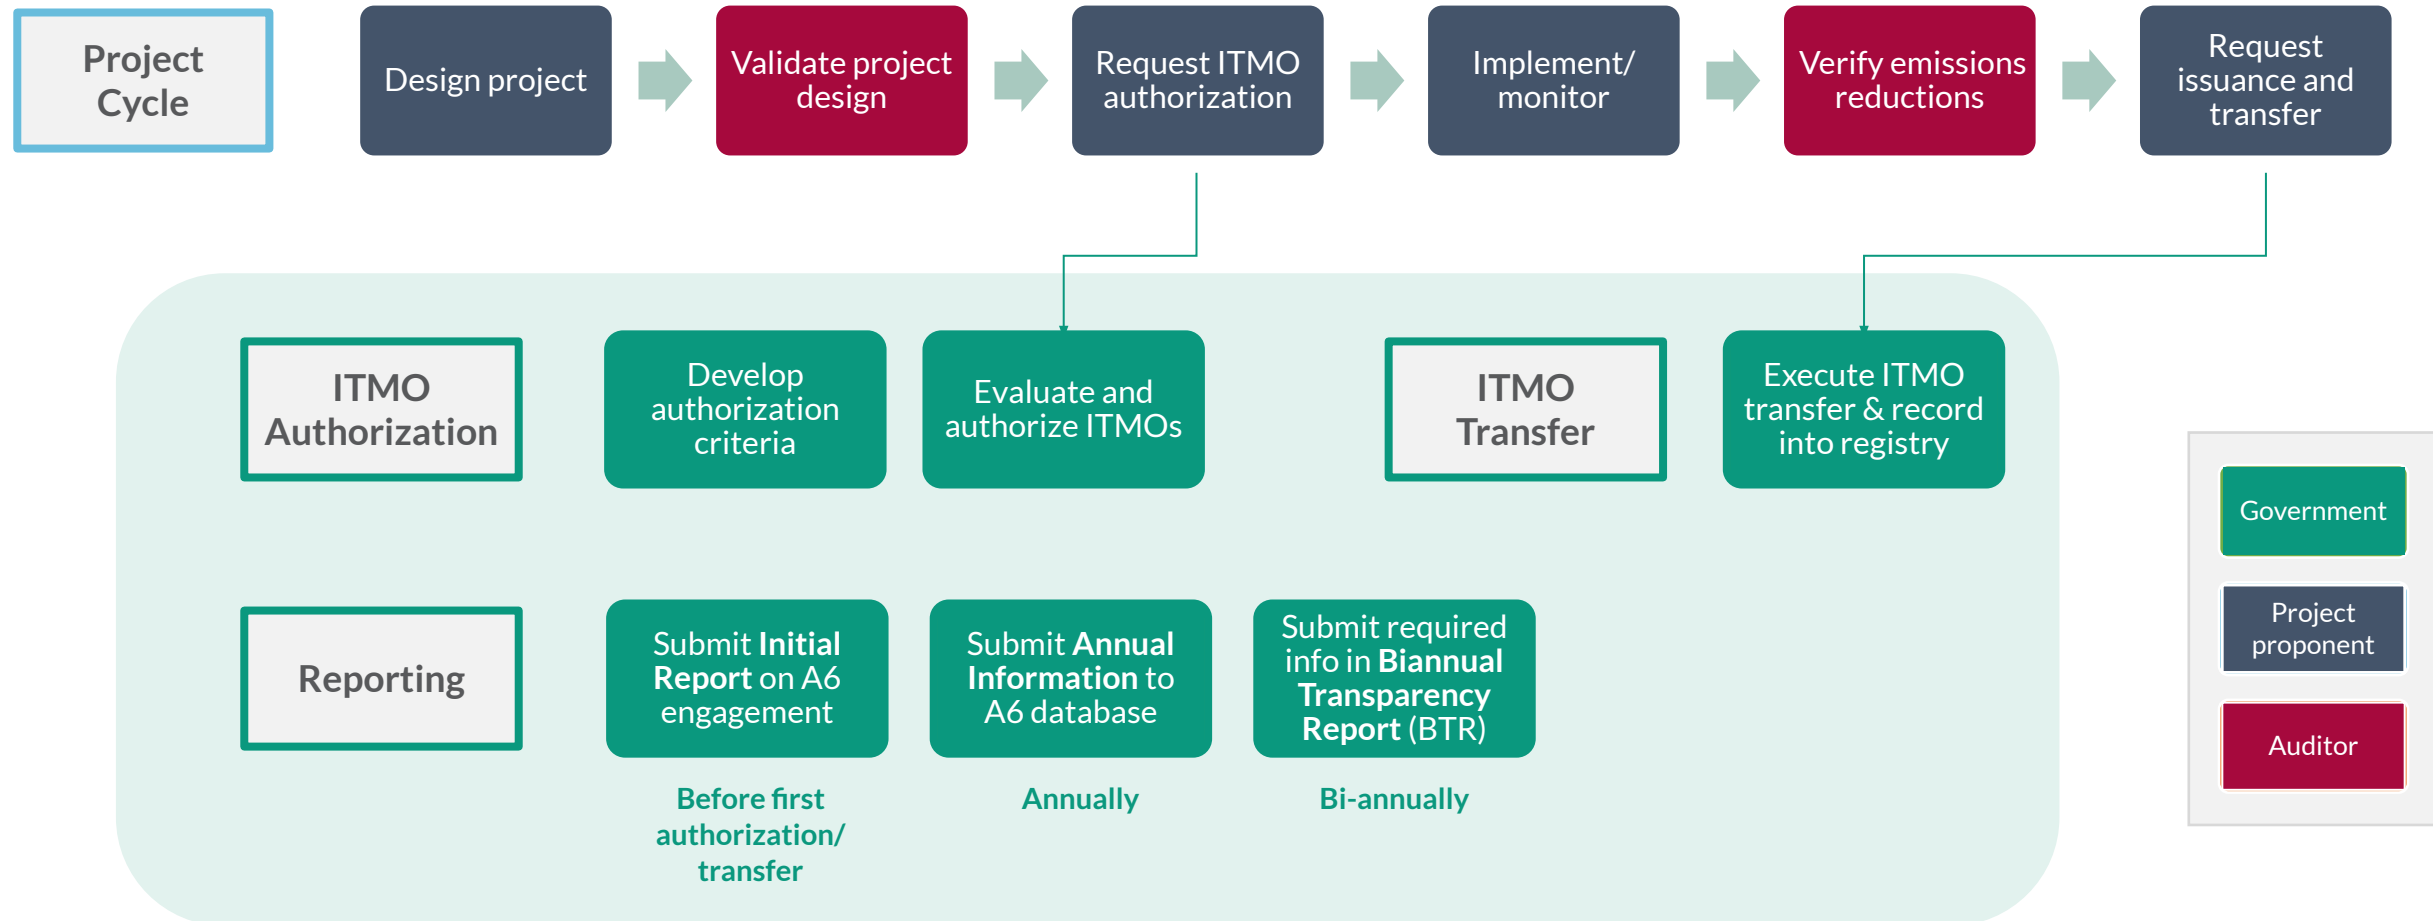 Project
Cycle
Design project
Validate project
design
Request ITMO
authorization
Implement/
monitor
Verify emissions
reductions
Request
issuance and
transfer
ITMO
Authorization
Develop
authorization
criteria
Evaluate and
authorize ITMOs
ITMO
Transfer
Execute ITMO
transfer & record
into registry
Reporting
Submit Initial
Report on A6
engagement
Before first
authorization/
transfer
Submit Annual
Information to
A6 database
Annually
Submit required
info in Biannual
Transparency
Report (BTR)
Bi-annually
Government
Project
proponent
Auditor